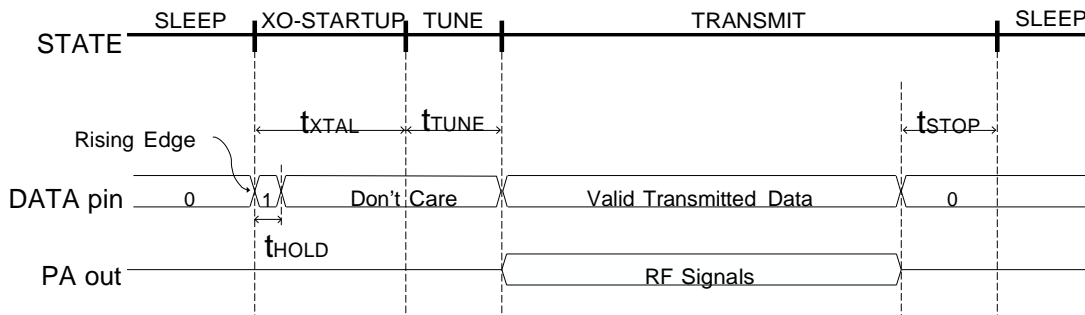 SLEEP XO-STARTUP TUNE TRANSMIT SLEEP
STATE
tXTAL tTUNE tSTOP
Rising Edge
DATA pin 0 1 Don't Care Valid Transmitted Data 0
tHOLD
PA out RF Signals